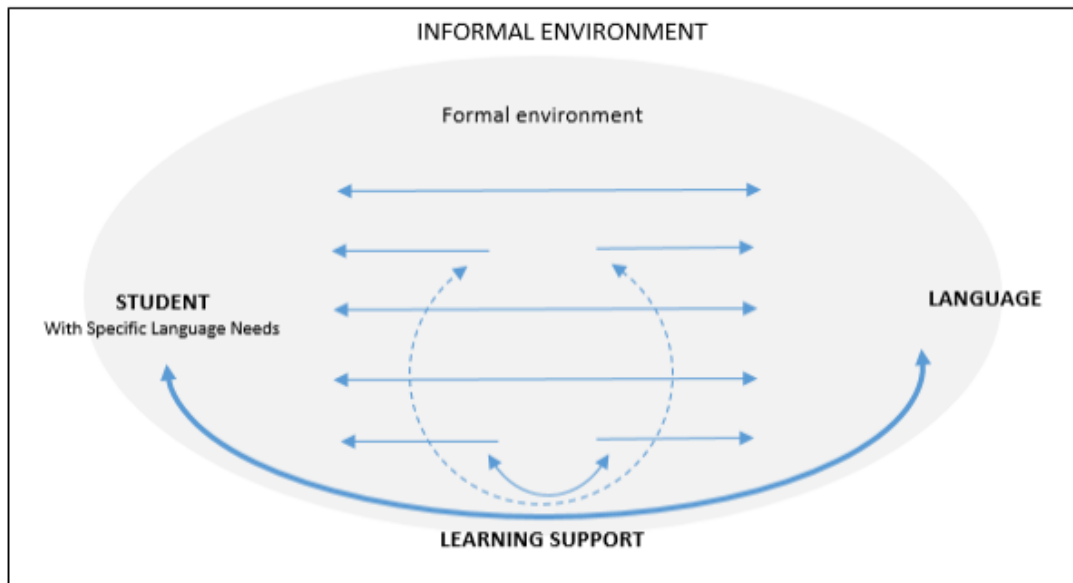 INFORMAL ENVIRONMENT
Formal environment
STUDENT
With Specific Language Needs
LANGUAGE
LEARNING SUPPORT